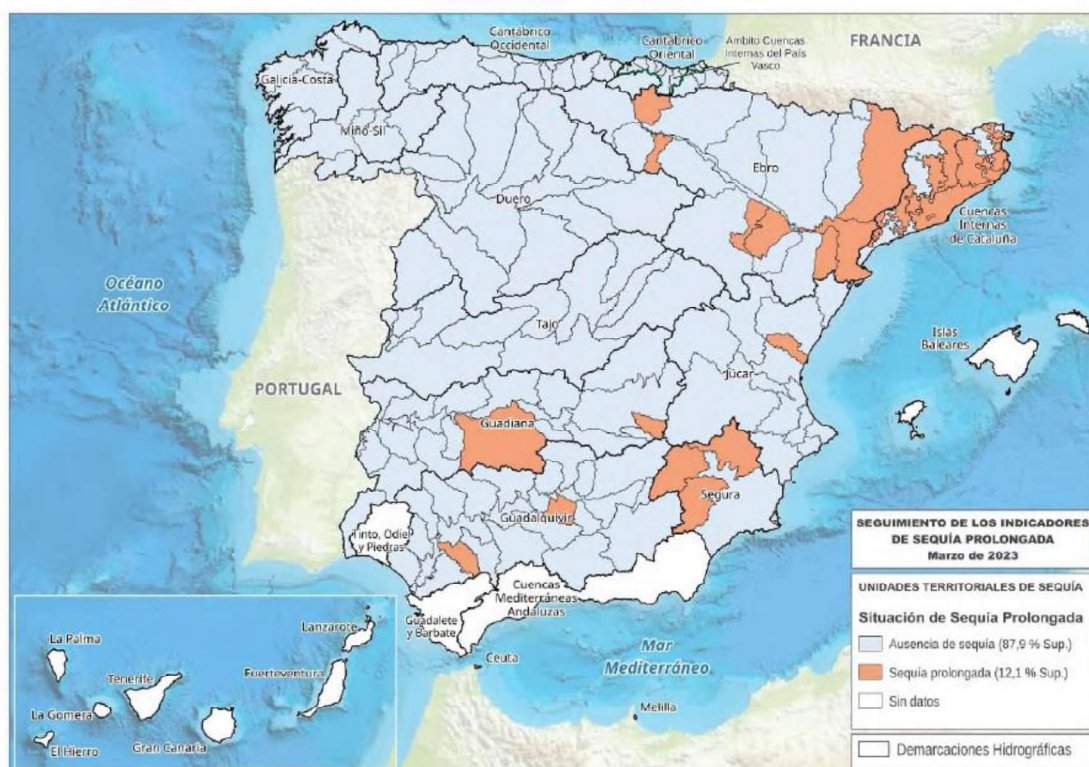 Cantábrico
Occidental
Cantábrico
Oriental
Ámbito Cuencas
Internas del País
Vasco
FRANCIA
Galicia-Costa
Miño-Sil
Ebro
Duero
Cuencas
Internas
de Cataluña
Océano
Atlántico
Tajo
Islas
Baleares
Júcar
PORTUGAL
Guadiana
Segura
Guadalquivir
Tinto, Odiel
y Piedras
Cuencas
Mediterráneas
Andaluzas
Guadalete
y Barbate
Ceuta
Mar
Mediterráneo
Melilla
La Palma
Lanzarote
Tenerife
Fuerteventura
La Gomera
El Hierro
Gran Canaria
SEGUIMIENTO DE LOS INDICADORES
DE SEQUÍA PROLONGADA
Marzo de 2023
UNIDADES TERRITORIALES DE SEQUÍA
Situación de Sequía Prolongada
Ausencia de sequía (87,9 % Sup.)
Sequía prolongada (12,1 % Sup.)
Sin datos
Demarcaciones Hidrográficas